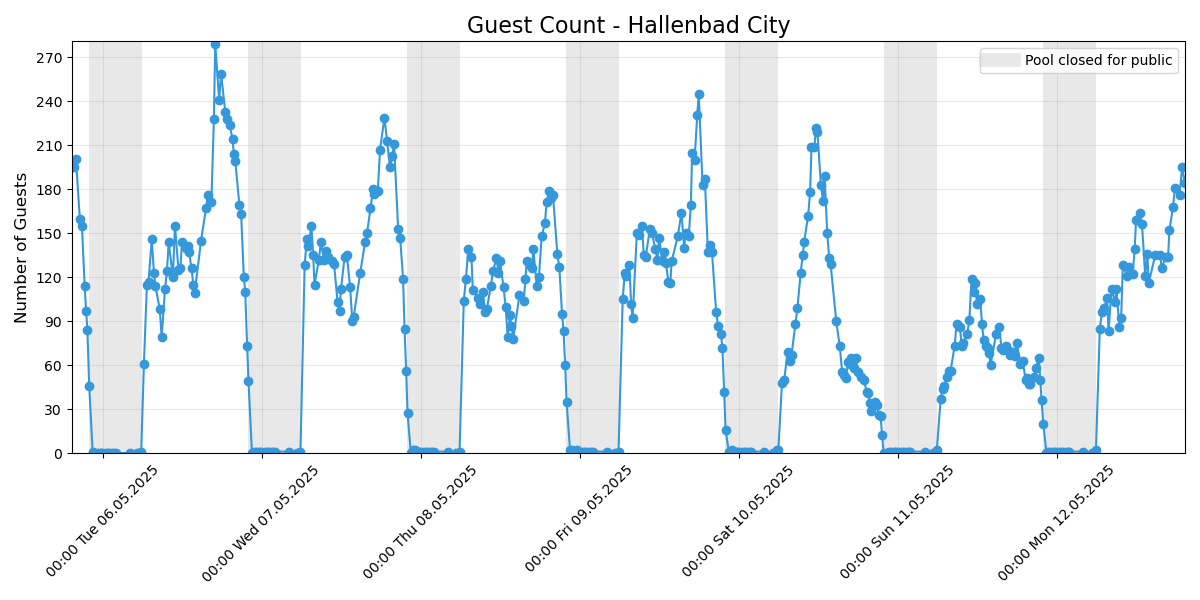 Guest Count - Hallenbad City
Pool closed for public
Number of Guests
270
240
210
180
150
120
90
60
30
0
00:00 Tue 06.05.2025
00:00 Wed 07.05.2025
00:00 Thu 08.05.2025
00:00 Fri 09.05.2025
00:00 Sat 10.05.2025
00:00 Sun 11.05.2025
00:00 Mon 12.05.2025